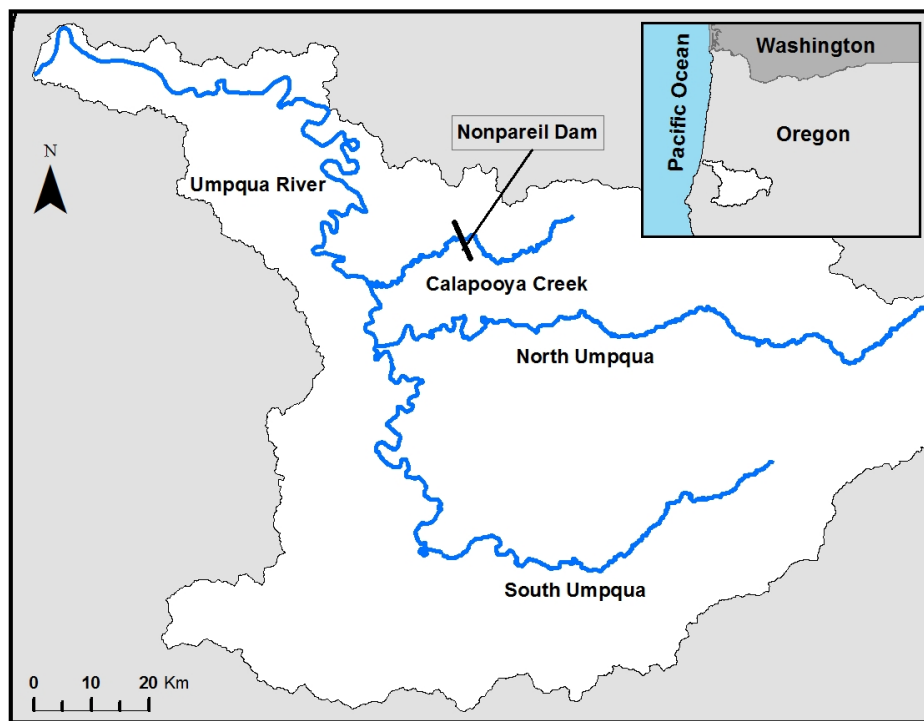 Washington
Pacific Ocean
Oregon
Nonpareil Dam
N
Umpqua River
Calapooya Creek
North Umpqua
South Umpqua
0 10 20 Km